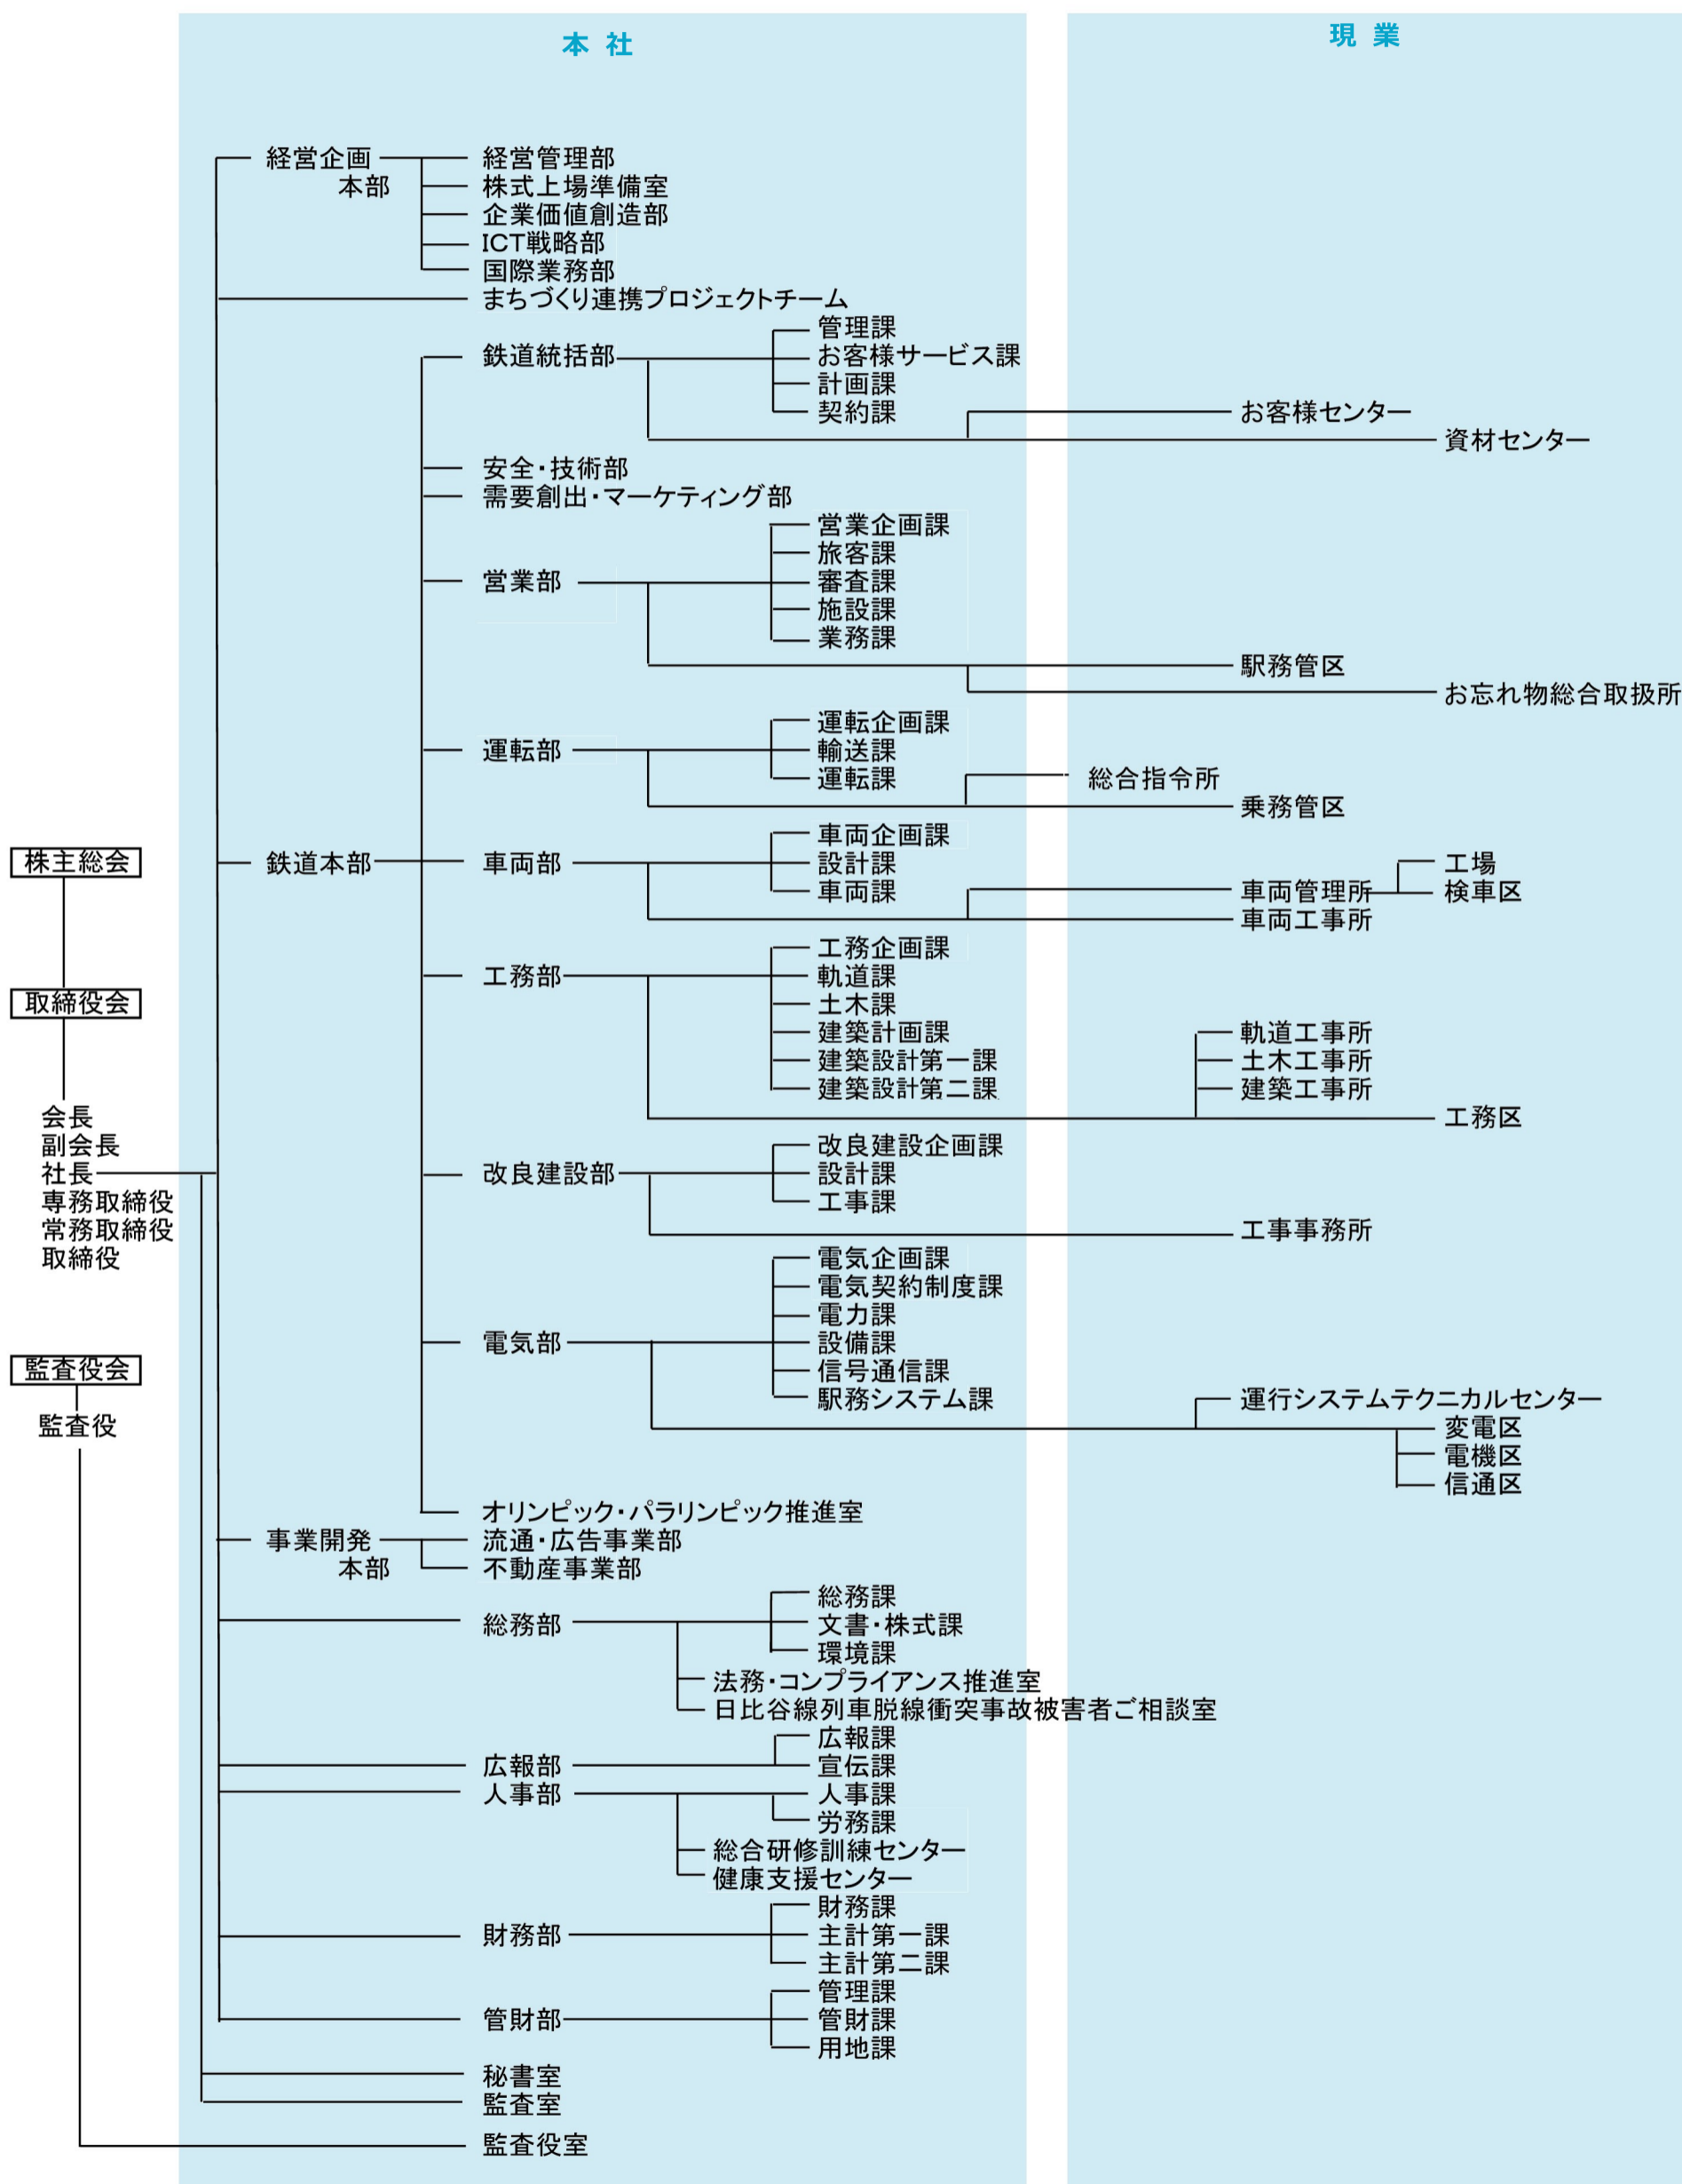 本社
現業
経営企画
本部
経営管理部
株式上場準備室
企業価値創造部
ICT戦略部
国際業務部
まちづくり連携プロジェクトチーム
管理課
鉄道統括部
お客様サービス課
計画課
契約課
お客様センター
資材センター
安全・技術部
需要創出・マーケティング部
営業企画課
旅客課
営業部
審査課
施設課
業務課
駅務管区
お忘れ物総合取扱所
運転企画課
運転部
輸送課
運転課
総合指令所
乗務管区
車両企画課
株主総会
鉄道本部
車両部
設計課
工場
車両課
車両管理所
検車区
車両工事所
工務企画課
工務部
軌道課
取締役会
土木課
建築計画課
軌道工事所
建築設計第一課
土木工事所
建築設計第二課
建築工事所
会長
工務区
副会長
改良建設企画課
社長
改良建設部
設計課
専務取締役
工事課
常務取締役
工事事務所
取締役
電気企画課
電気契約制度課
電力課
電気部
設備課
監査役会
信号通信課
駅務システム課
運行システムテクニカルセンター
監査役
変電区
電機区
信通区
オリンピック・パラリンピック推進室
事業開発
本部
流通・広告事業部
不動産事業部
総務課
総務部
文書・株式課
環境課
法務・コンプライアンス推進室
日比谷線列車脱線衝突事故被害者ご相談室
広報課
広報部
宣伝課
人事部
人事課
労務課
総合研修訓練センター
健康支援センター
財務課
財務部
主計第一課
主計第二課
管理課
管財部
管財課
用地課
秘書室
監査室
監査役室